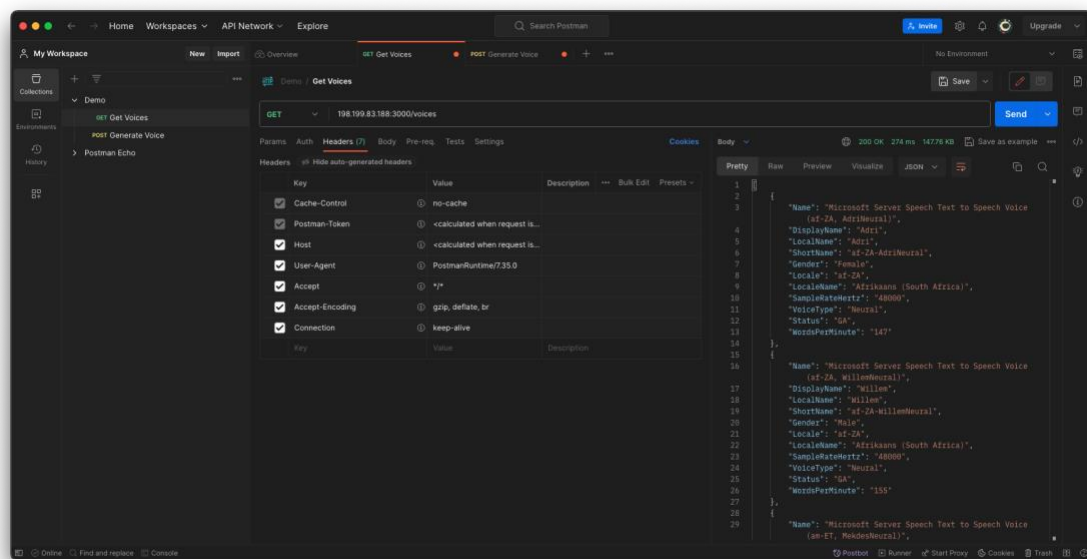 Home Workspaces API Network Explore
Search Postman
Invite
Upgrade
My Workspace
New Import
Overview
GET Get Voices
POST Generate Voice
No Environment
Collections
Environments
History
Demo
GET Get Voices
POST Generate Voice
Postman Echo
Demo / Get Voices
Save
GET 198.199.83.188:3000/voices
Send
Params Auth Headers (7) Body Pre-req. Tests Settings
Cookies
Headers Hide auto-generated headers
Key Value Description Bulk Edit Presets
Cache-Control no-cache
Postman-Token <calculated when request is...
Host <calculated when request is...
User-Agent PostmanRuntime/7.35.0
Accept */*
Accept-Encoding gzip, deflate, br
Connection keep-alive
Key Value Description
Body 200 OK 274 ms 147.76 KB Save as example
Pretty Raw Preview Visualize JSON
1 [
2 {
3 "Name": "Microsoft Server Speech Text to Speech Voice
(af-ZA, AdriNeural)",
4 "DisplayName": "Adri",
5 "LocalName": "Adri",
6 "ShortName": "af-ZA-AdriNeural",
7 "Gender": "Female",
8 "Locale": "af-ZA",
9 "LocaleName": "Afrikaans (South Africa)",
10 "SampleRateHertz": "48000",
11 "VoiceType": "Neural",
12 "Status": "GA",
13 "WordsPerMinute": "147"
14 },
15 {
16 "Name": "Microsoft Server Speech Text to Speech Voice
(af-ZA, WillemNeural)",
17 "DisplayName": "Willem",
18 "LocalName": "Willem",
19 "ShortName": "af-ZA-WillemNeural",
20 "Gender": "Male",
21 "Locale": "af-ZA",
22 "LocaleName": "Afrikaans (South Africa)",
23 "SampleRateHertz": "48000",
24 "VoiceType": "Neural",
25 "Status": "GA",
26 "WordsPerMinute": "155"
27 },
28 {
29 "Name": "Microsoft Server Speech Text to Speech Voice
(am-ET, MekdesNeural)",
Online Find and replace Console
Postbot Runner Start Proxy Cookies Trash